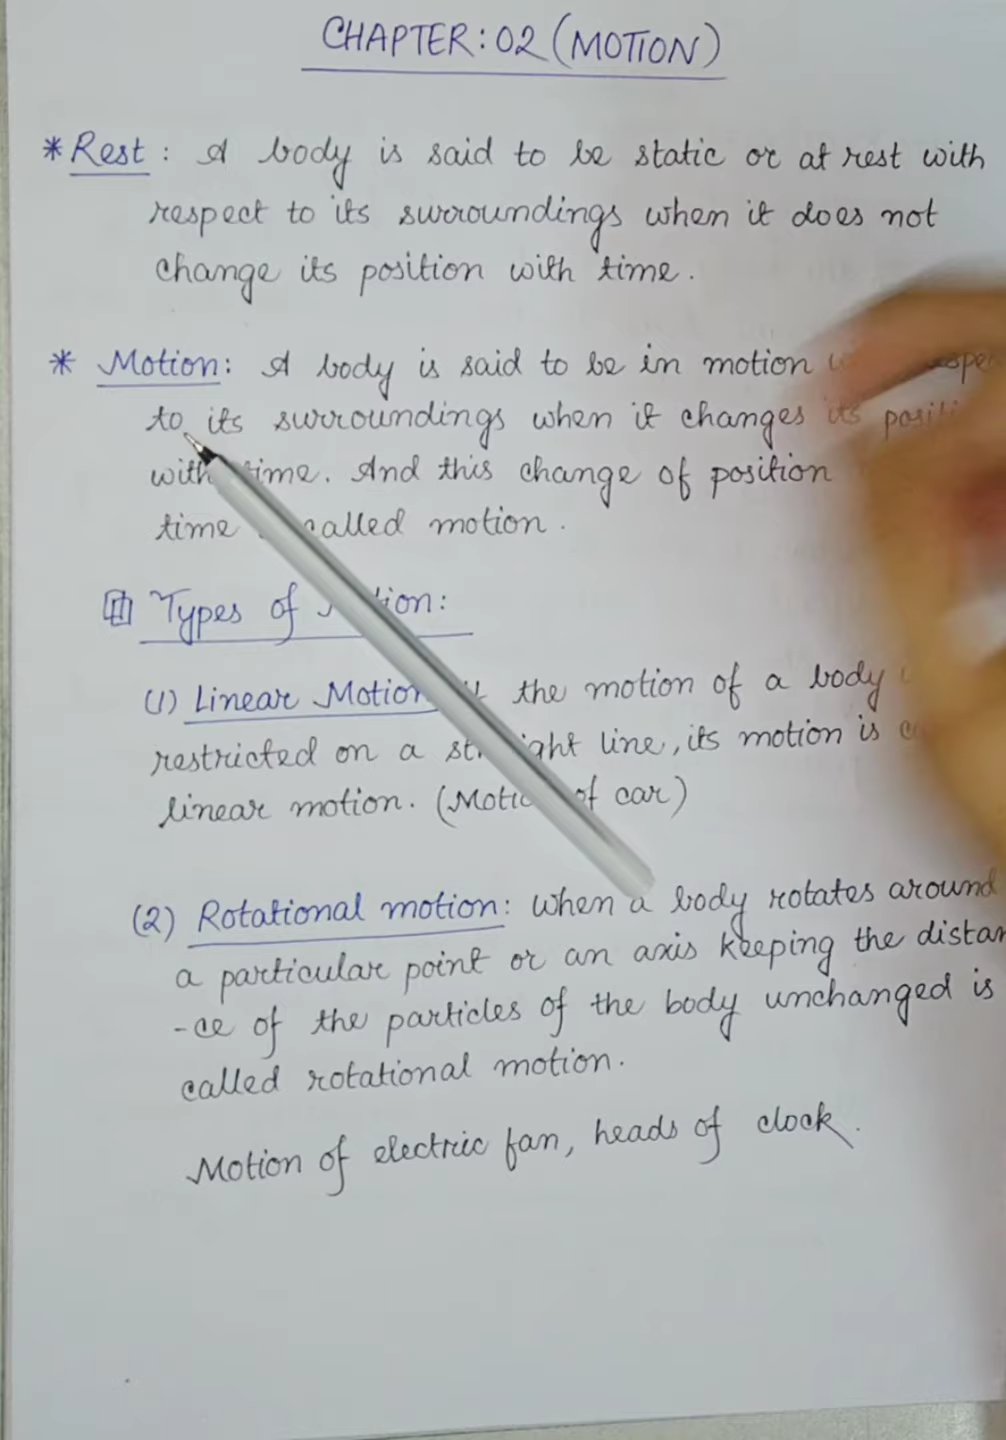 CHAPTER: 02 (MOTION)
* Rest: A body is said to be static or at rest with
respect to its surroundings when it does not
change its position with time.
* Motion: A body is said to be in motion
to its surroundings when it changes its
with time. And this change of position
time called motion.
Types of Motion:
(1) Linear Motion the motion of a body
restricted on a straight line, its motion is
linear motion. (Motion of car)
(2) Rotational motion: when a body rotates around
a particular point or an axis keeping the distan
-ce of the particles of the body unchanged is
called rotational motion.
Motion of electric fan, heads of clock.